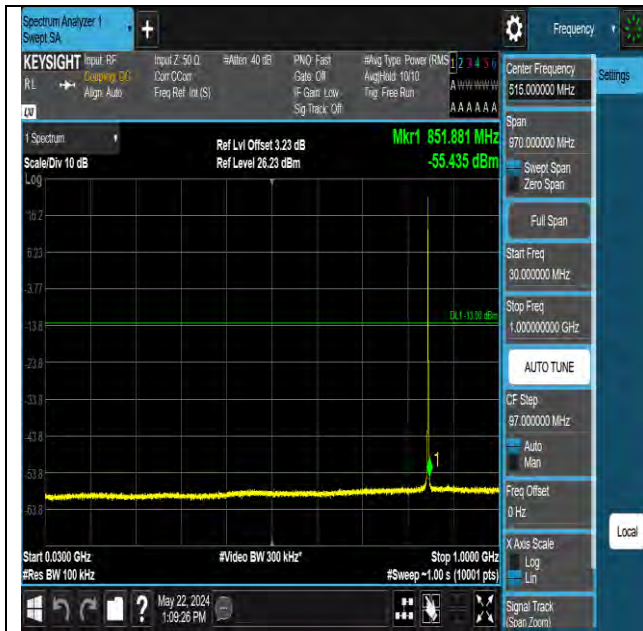 Spectrum Analyzer 1
Swept SA
+
Frequency
KEYSIGHT
RL
Input: RF
Coupling: DC
Align: Auto
Input Z: 50 Ω
Corr CCorr
Freq Ref: Int (S)
#Atten: 40 dB
PNO: Fast
Gate: Off
IF Gain: Low
Sig Track: Off
#Avg Type: Power (RMS)
Avg|Hold: 10/10
Trig: Free Run
1 2 3 4 5 6
A W W W W W
A A A A A A
LXI
1 Spectrum
Scale/Div 10 dB
Ref Lvl Offset 3.23 dB
Ref Level 26.23 dBm
Mkr1 851.881 MHz
-55.435 dBm
Log
16.2
6.23
-3.77
-13.8
-23.8
-33.8
-43.8
-53.8
-63.8
DL1 -13.00 dBm
1
Start 0.0300 GHz
#Res BW 100 kHz
#Video BW 300 kHz*
Stop 1.0000 GHz
#Sweep ~1.00 s (10001 pts)
?
May 22, 2024
1:09:26 PM
Center Frequency
515.000000 MHz
Settings
Span
970.000000 MHz
Swept Span
Zero Span
Full Span
Start Freq
30.000000 MHz
Stop Freq
1.000000000 GHz
AUTO TUNE
CF Step
97.000000 MHz
Auto
Man
Freq Offset
0 Hz
X Axis Scale
Log
Lin
Signal Track
(Span Zoom)
Local